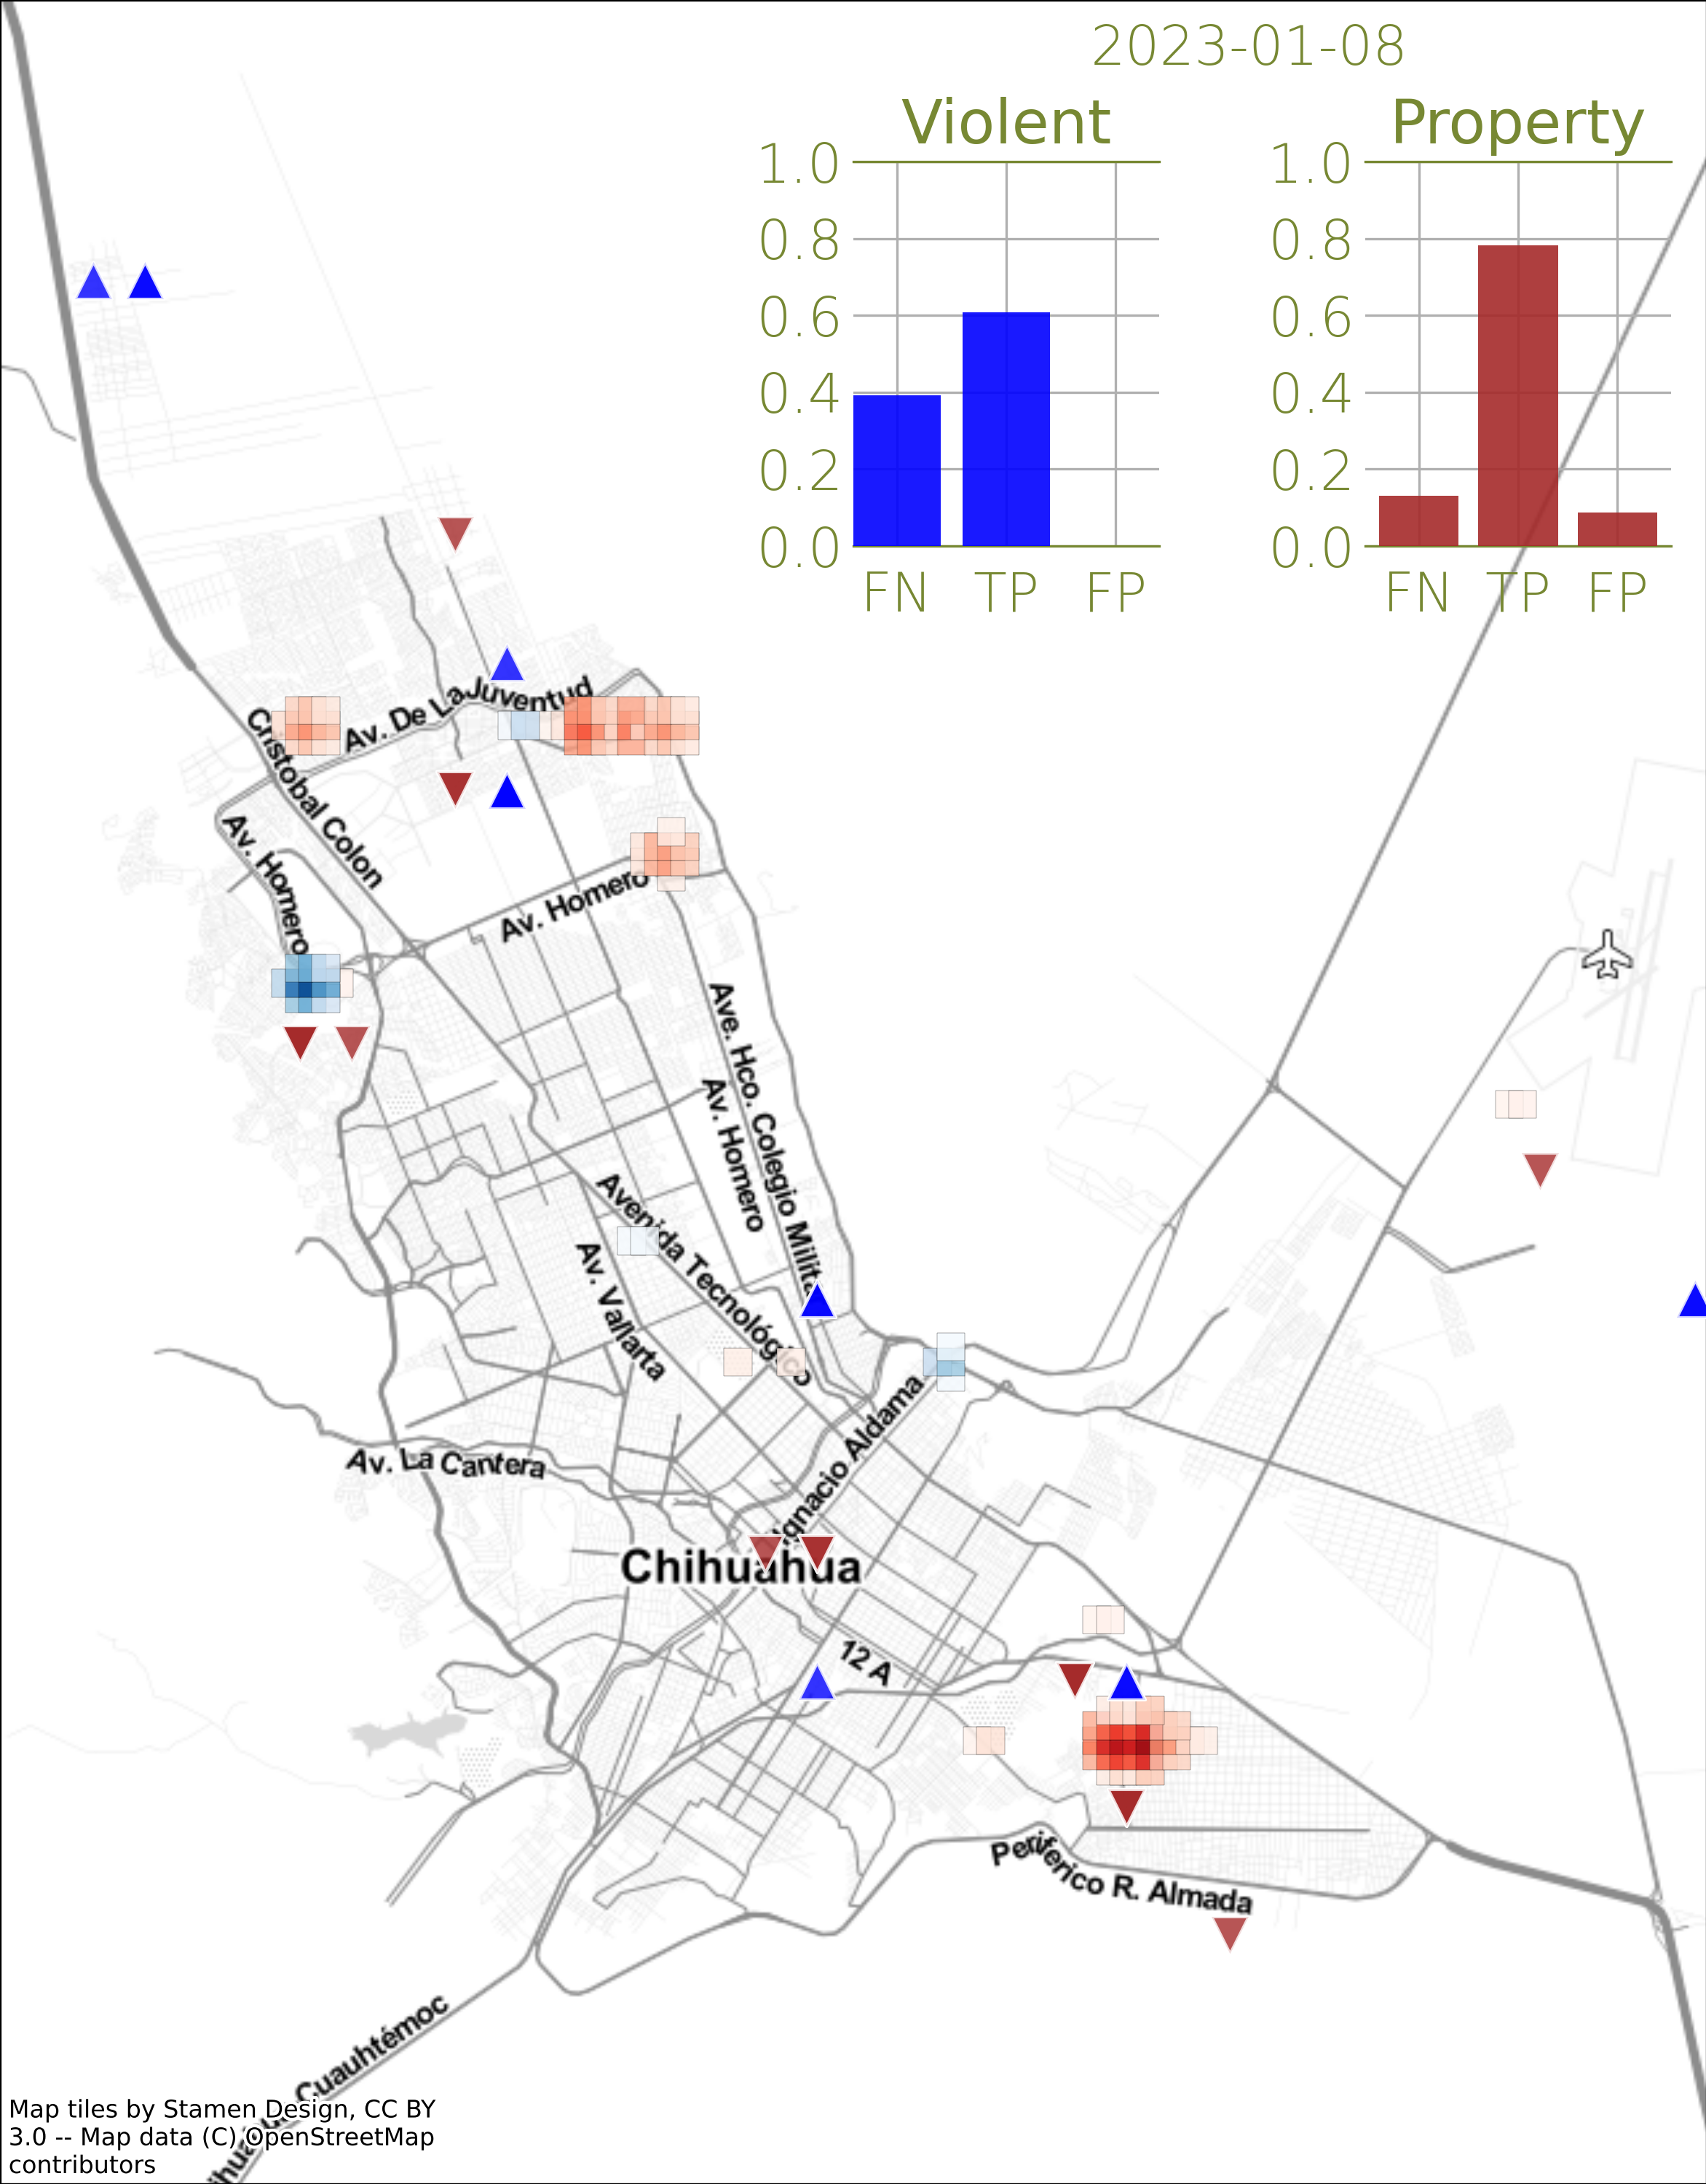 2023-01-08
Violent
Property
1.0
0.8
0.6
0.4
0.2
0.0
FN TP FP
1.0
0.8
0.6
0.4
0.2
0.0
FN TP FP
Av. De La Juventud
Cristobal Colon
Av. Homero
Av. Homero
Ave. Hco. Colegio Milita
Av. Homero
Avenida Tecnológico
Av. Vallarta
Ignacio Aldama
Av. La Cantera
Chihuahua
12 A
Periferico R. Almada
Cuauhtémoc
Map tiles by Stamen Design, CC BY
3.0 -- Map data (C) OpenStreetMap
contributors